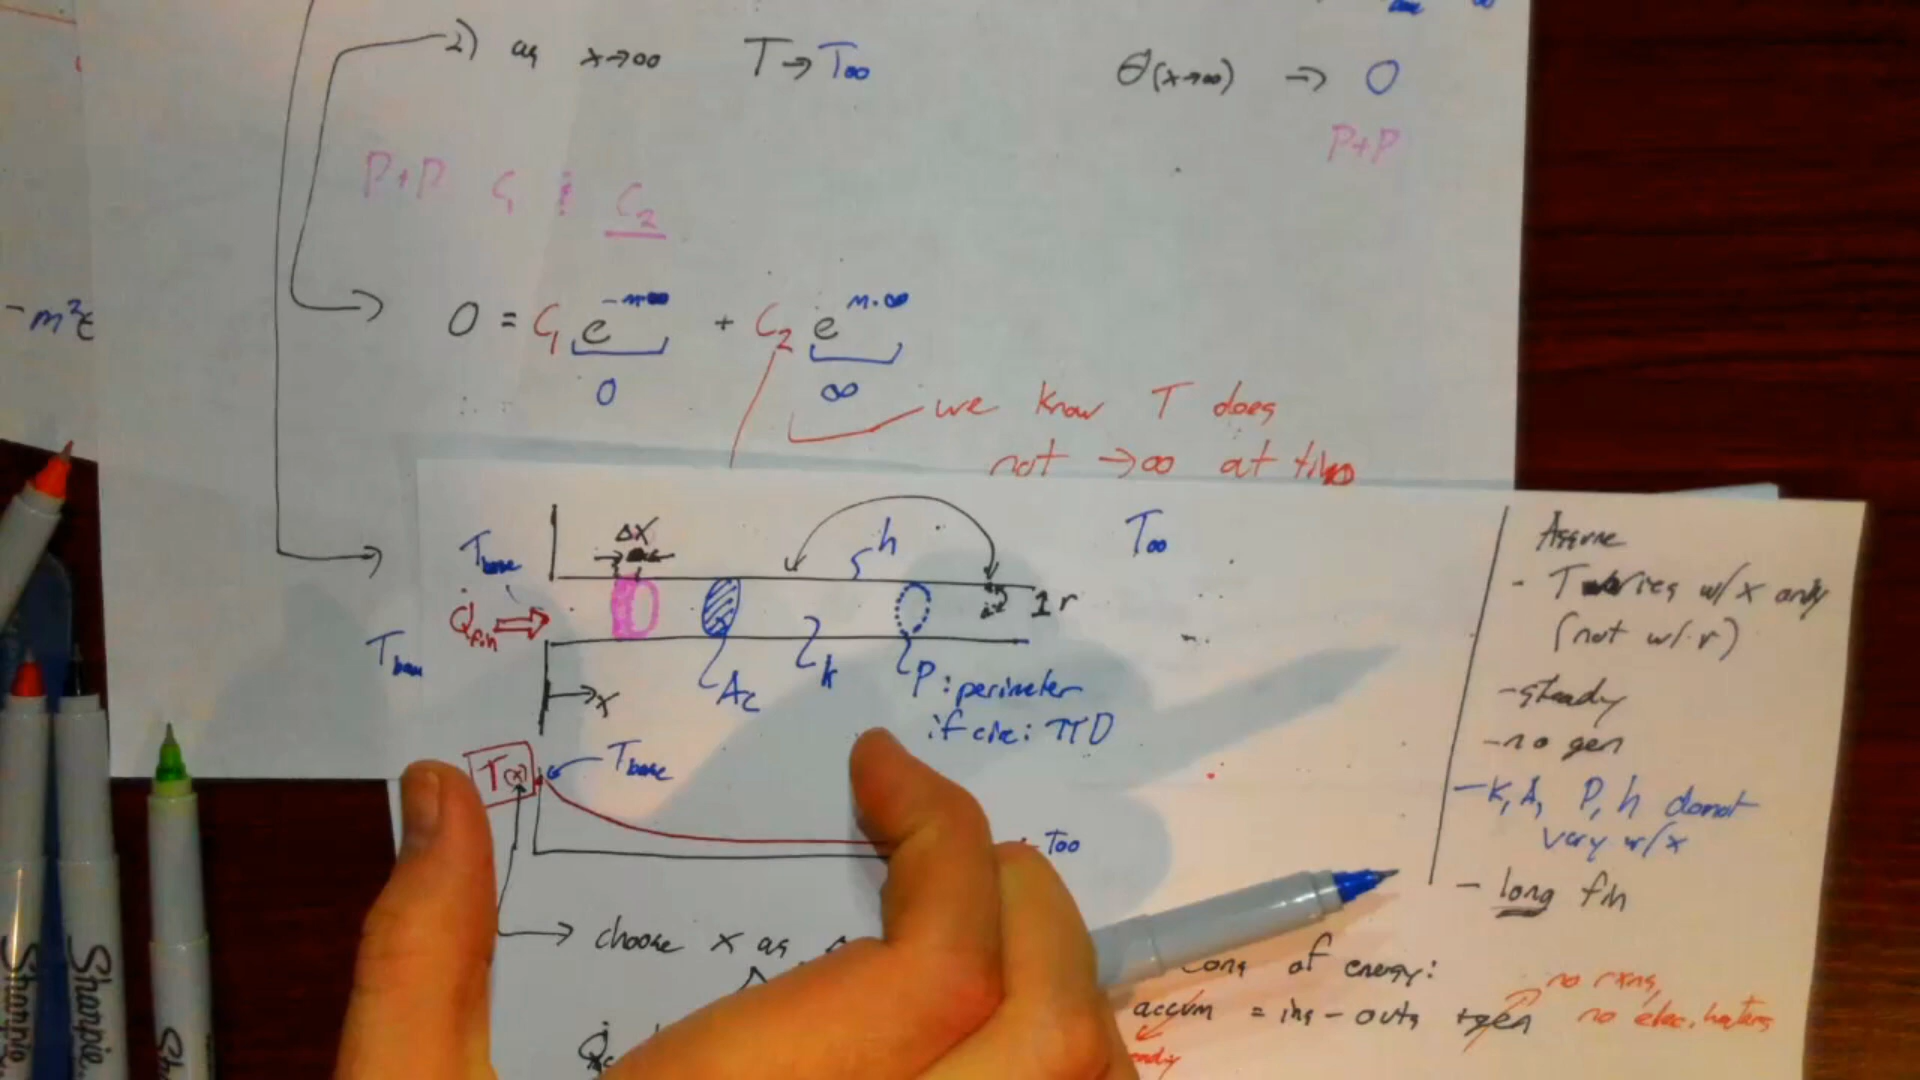 2) as x→∞ T → T∞ θ(x→∞) → 0
P+P
P+P C₁ & C₂
-m²
0 = C₁ e^(-m∞) + C₂ e^(m·∞)
0 ∞
we know T does
not → ∞ at
Δx
h
T∞
Tbase
Q̇fin
r
Tbase
Ac
k
P: perimeter
if circ: πD
→x
T(x)
Tbase
T∞
choose x as
Q̇
Assume
- T varies w/x only
(not w/ r)
- steady
- no gen
- K, A, P, h do not
vary w/x
- long fin
cons of energy:
accum = ins - outs + gen
no rxns,
no elec. heaters